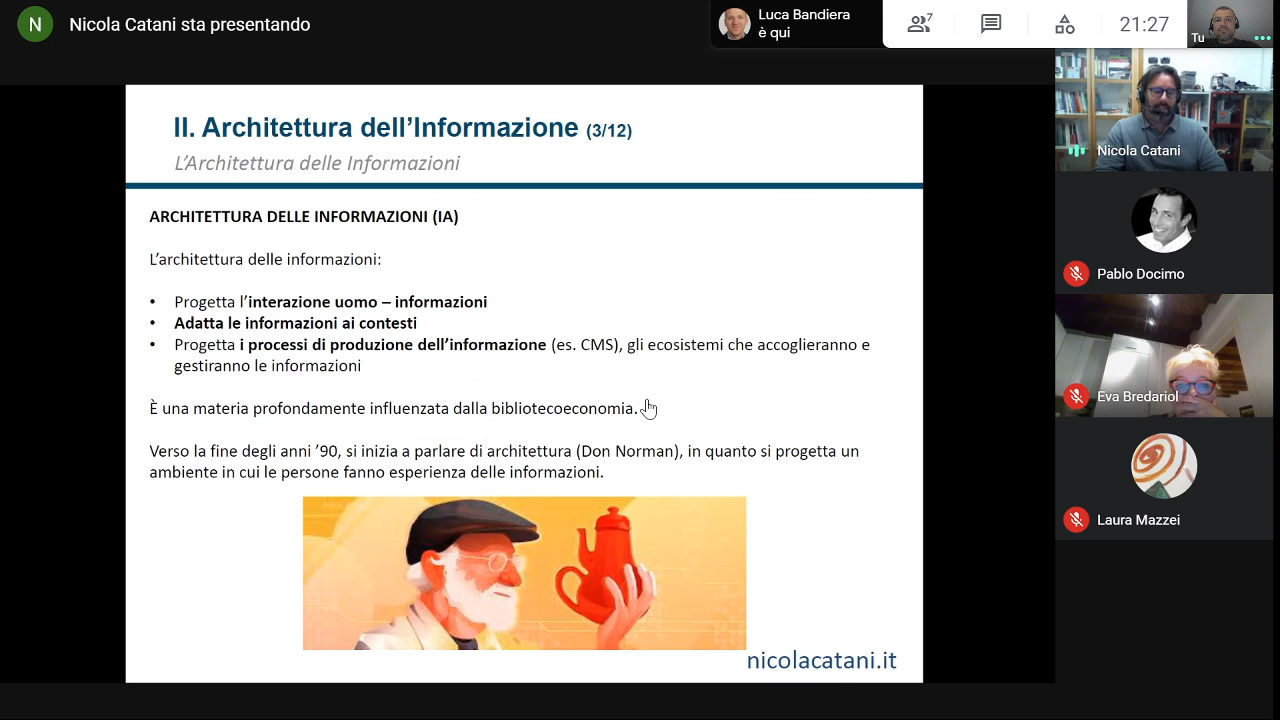 N Nicola Catani sta presentando
Luca Bandiera
è qui
7
21:27
Tu
II. Architettura dell’Informazione (3/12)
L’Architettura delle Informazioni
ARCHITETTURA DELLE INFORMAZIONI (IA)
L’architettura delle informazioni:
• Progetta l’interazione uomo – informazioni
• Adatta le informazioni ai contesti
• Progetta i processi di produzione dell’informazione (es. CMS), gli ecosistemi che accoglieranno e
gestiranno le informazioni
È una materia profondamente influenzata dalla bibliotecoeconomia.
Verso la fine degli anni ’90, si inizia a parlare di architettura (Don Norman), in quanto si progetta un
ambiente in cui le persone fanno esperienza delle informazioni.
nicolacatani.it
Nicola Catani
Pablo Docimo
Eva Bredariol
Laura Mazzei